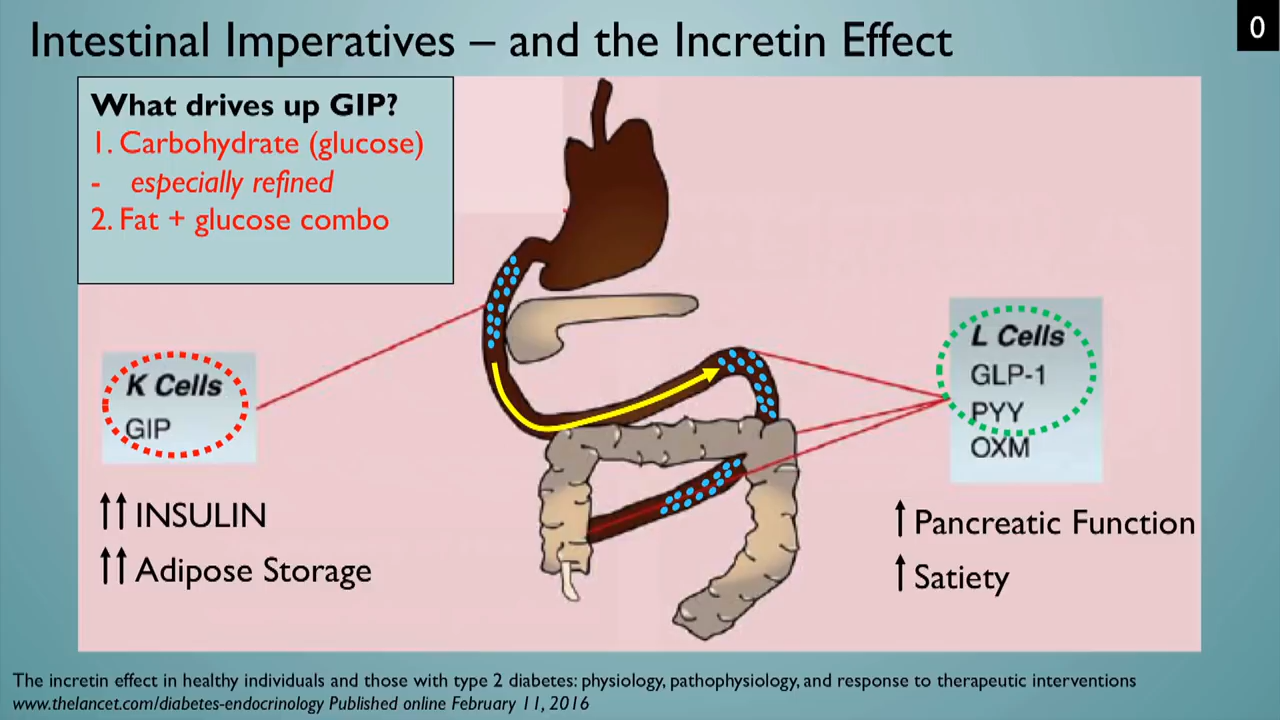 Intestinal Imperatives – and the Incretin Effect
0
What drives up GIP?
1. Carbohydrate (glucose)
- especially refined
2. Fat + glucose combo
K Cells
GIP
↑↑ INSULIN
↑↑ Adipose Storage
L Cells
GLP-1
PYY
OXM
↑ Pancreatic Function
↑ Satiety
The incretin effect in healthy individuals and those with type 2 diabetes: physiology, pathophysiology, and response to therapeutic interventions
www.thelancet.com/diabetes-endocrinology Published online February 11, 2016